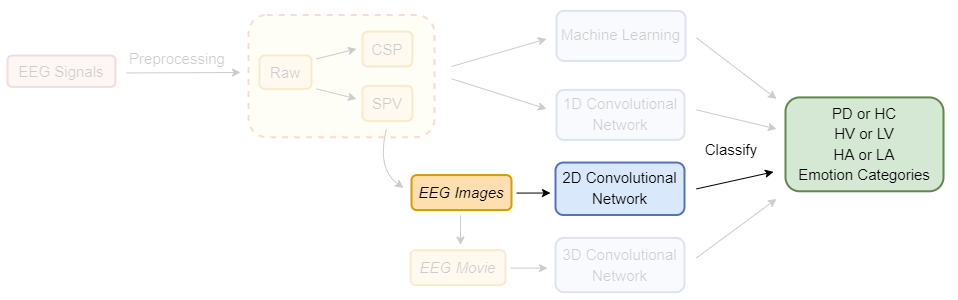 EEG Signals
Preprocessing
Raw
CSP
SPV
Machine Learning
1D Convolutional
Network
Classify
EEG Images
2D Convolutional
Network
EEG Movie
3D Convolutional
Network
PD or HC
HV or LV
HA or LA
Emotion Categories